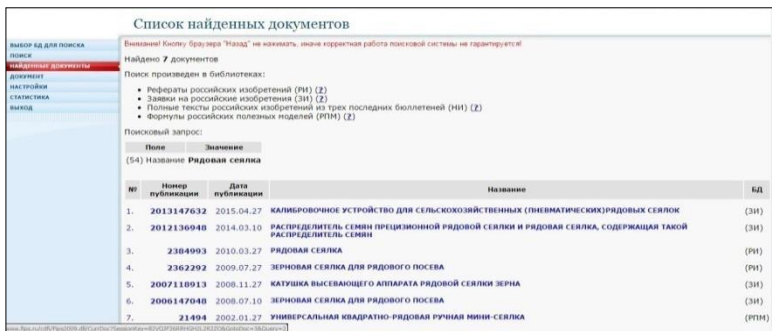 Список найденных документов
ВЫБОР БД ДЛЯ ПОИСКА
ПОИСК
НАЙДЕННЫЕ ДОКУМЕНТЫ
ДОКУМЕНТ
НАСТРОЙКИ
СТАТИСТИКА
ВЫХОД
Внимание! Кнопку браузера "Назад" не нажимать, иначе корректная работа поисковой системы не гарантируется!
Найдено 7 документов
Поиск произведен в библиотеках:
• Рефераты российских изобретений (РИ) (?)
• Заявки на российские изобретения (ЗИ) (?)
• Полные тексты российских изобретений из трех последних бюллетеней (НИ) (?)
• Формулы российских полезных моделей (РПМ) (?)
Поисковый запрос:
Поле Значение
(54) Название Рядовая сеялка
№ Номер публикации Дата публикации Название БД
1. 2013147632 2015.04.27 КАЛИБРОВОЧНОЕ УСТРОЙСТВО ДЛЯ СЕЛЬСКОХОЗЯЙСТВЕННЫХ (ПНЕВМАТИЧЕСКИХ)РЯДОВЫХ СЕЯЛОК (ЗИ)
2. 2012136948 2014.03.10 РАСПРЕДЕЛИТЕЛЬ СЕМЯН ПРЕЦИЗИОННОЙ РЯДОВОЙ СЕЯЛКИ И РЯДОВАЯ СЕЯЛКА, СОДЕРЖАЩАЯ ТАКОЙ
РАСПРЕДЕЛИТЕЛЬ СЕМЯН (ЗИ)
3. 2384993 2010.03.27 РЯДОВАЯ СЕЯЛКА (РИ)
4. 2362292 2009.07.27 ЗЕРНОВАЯ СЕЯЛКА ДЛЯ РЯДОВОГО ПОСЕВА (РИ)
5. 2007118913 2008.11.27 КАТУШКА ВЫСЕВАЮЩЕГО АППАРАТА РЯДОВОЙ СЕЯЛКИ ЗЕРНА (ЗИ)
6. 2006147048 2008.07.10 ЗЕРНОВАЯ СЕЯЛКА ДЛЯ РЯДОВОГО ПОСЕВА (ЗИ)
7. 21494 2002.01.27 УНИВЕРСАЛЬНАЯ КВАДРАТНО-РЯДОВАЯ РУЧНАЯ МИНИ-СЕЯЛКА (РПМ)